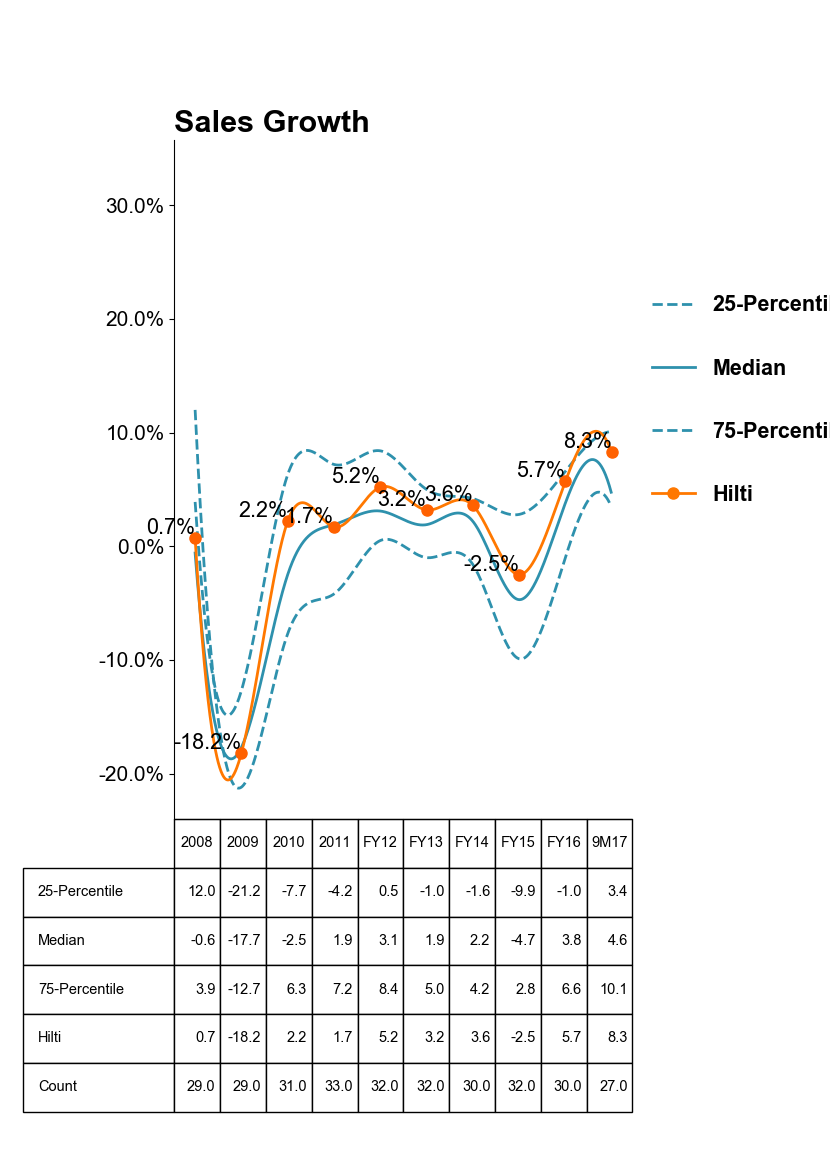 Sales Growth
30.0%
20.0%
10.0%
0.0%
-10.0%
-20.0%
0.7%
-18.2%
2.2%
1.7%
5.2%
3.2%
3.6%
-2.5%
5.7%
8.3%
25-Percentil
Median
75-Percentil
Hilti
2008 2009 2010 2011 FY12 FY13 FY14 FY15 FY16 9M17
25-Percentile 12.0 -21.2 -7.7 -4.2 0.5 -1.0 -1.6 -9.9 -1.0 3.4
Median -0.6 -17.7 -2.5 1.9 3.1 1.9 2.2 -4.7 3.8 4.6
75-Percentile 3.9 -12.7 6.3 7.2 8.4 5.0 4.2 2.8 6.6 10.1
Hilti 0.7 -18.2 2.2 1.7 5.2 3.2 3.6 -2.5 5.7 8.3
Count 29.0 29.0 31.0 33.0 32.0 32.0 30.0 32.0 30.0 27.0